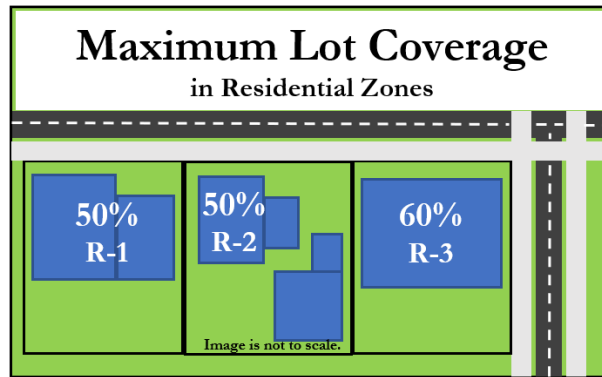 Maximum Lot Coverage
in Residential Zones
50%
R-1
50%
R-2
60%
R-3
Image is not to scale.